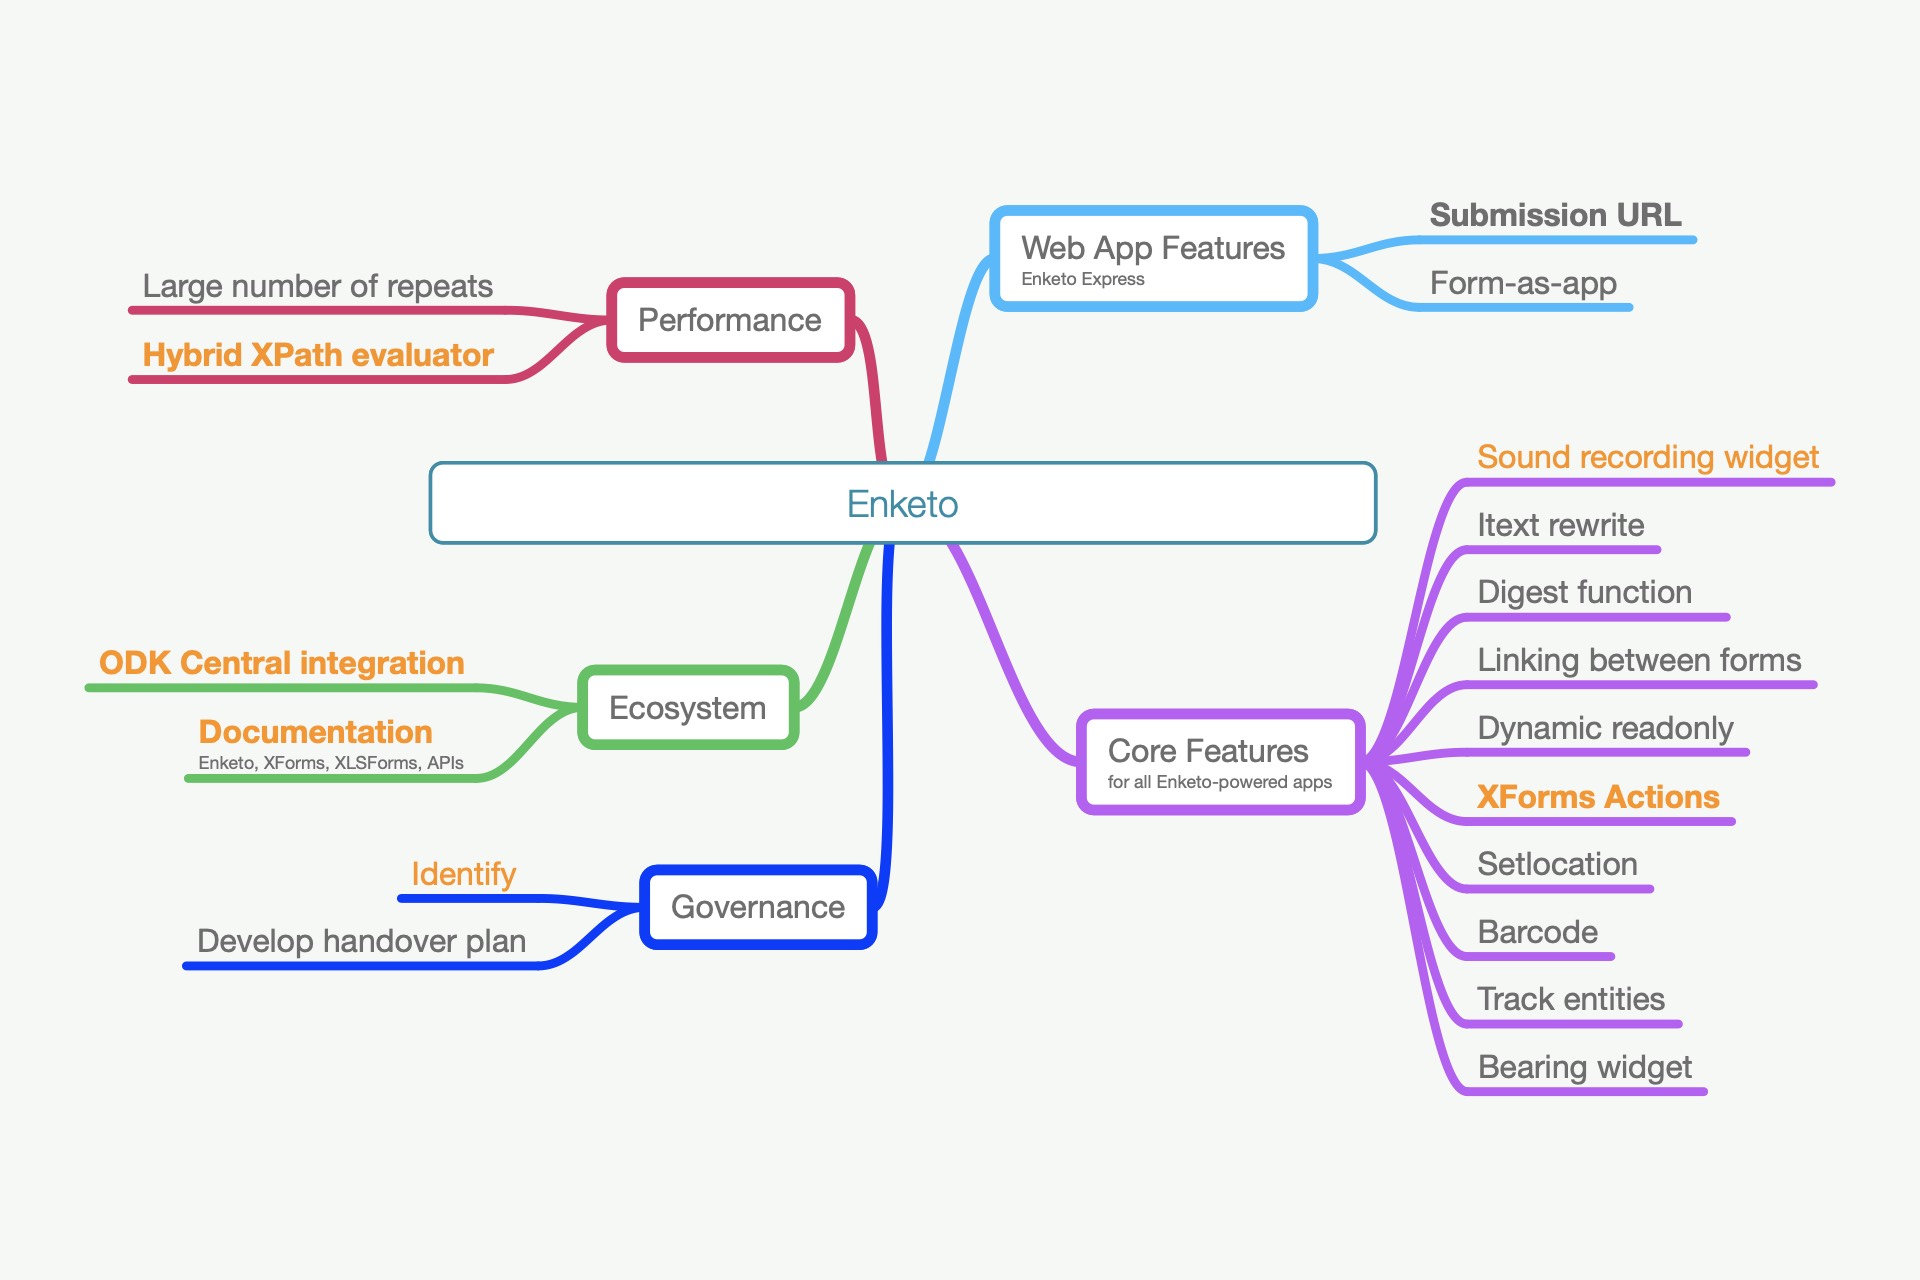 Enketo
Performance
Large number of repeats
Hybrid XPath evaluator
Web App Features
Enketo Express
Submission URL
Form-as-app
Ecosystem
ODK Central integration
Documentation
Enketo, XForms, XLSForms, APIs
Governance
Identify
Develop handover plan
Core Features
for all Enketo-powered apps
Sound recording widget
Itext rewrite
Digest function
Linking between forms
Dynamic readonly
XForms Actions
Setlocation
Barcode
Track entities
Bearing widget